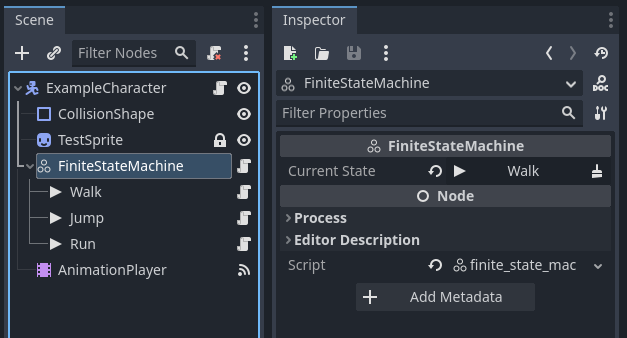 Scene
Filter Nodes
ExampleCharacter
CollisionShape
TestSprite
FiniteStateMachine
Walk
Jump
Run
AnimationPlayer
Inspector
FiniteStateMachine
DOC
Filter Properties
FiniteStateMachine
Current State Walk
Node
Process
Editor Description
Script finite_state_mac
Add Metadata